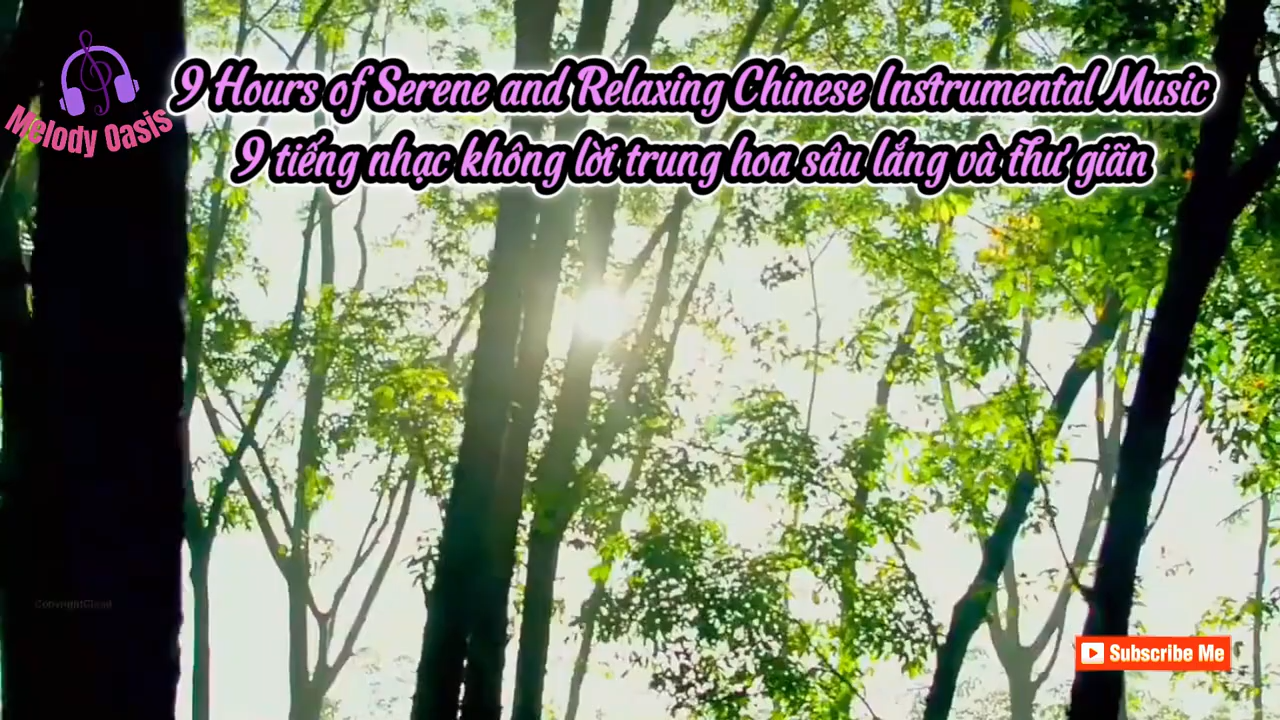 9 Hours of Serene and Relaxing Chinese Instrumental Music
9 tiếng nhạc không lời trung hoa sâu lắng và thư giãn
Melody Oasis
CopyrightCloud
Subscribe Me